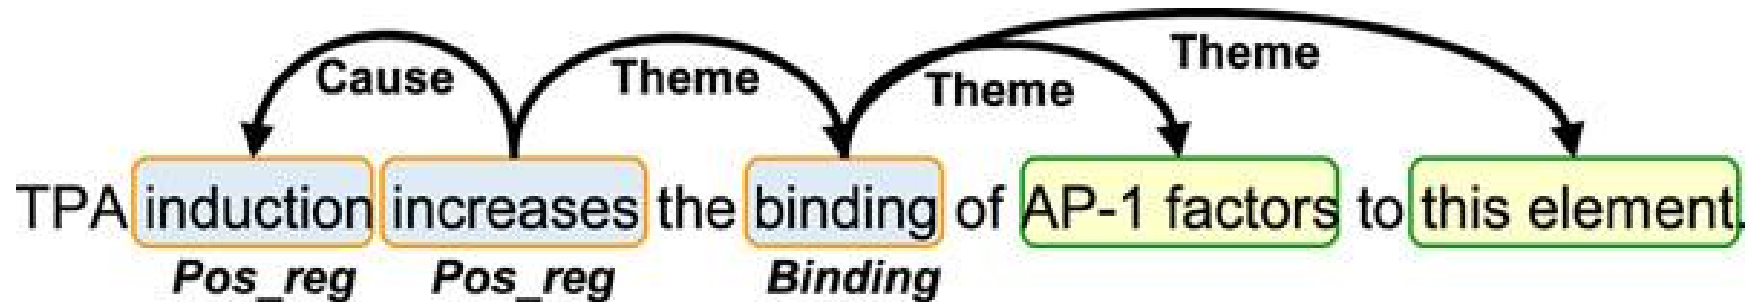 Theme
Cause Theme Theme
TPA induction increases the binding of AP-1 factors to this element.
Pos_reg Pos_reg Binding